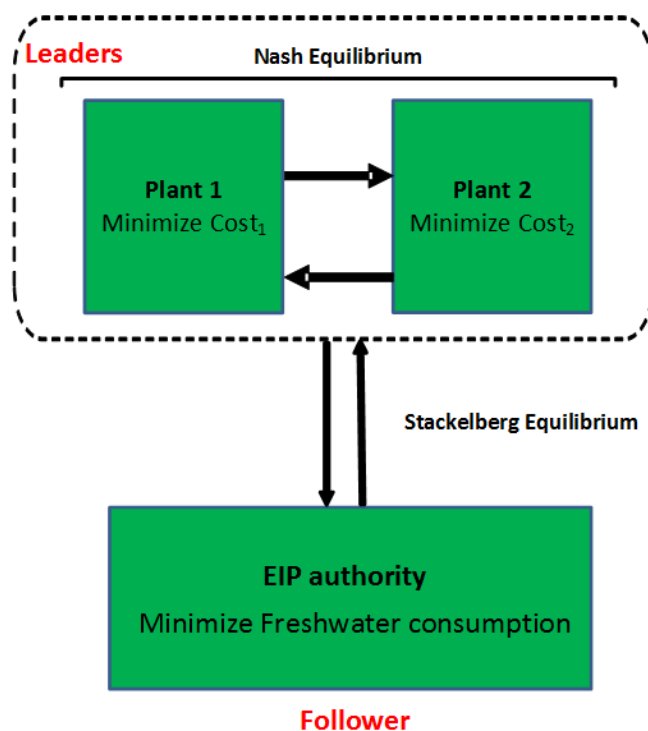 Leaders
Nash Equilibrium
Plant 1
Minimize Cost₁
Plant 2
Minimize Cost₂
Stackelberg Equilibrium
EIP authority
Minimize Freshwater consumption
Follower